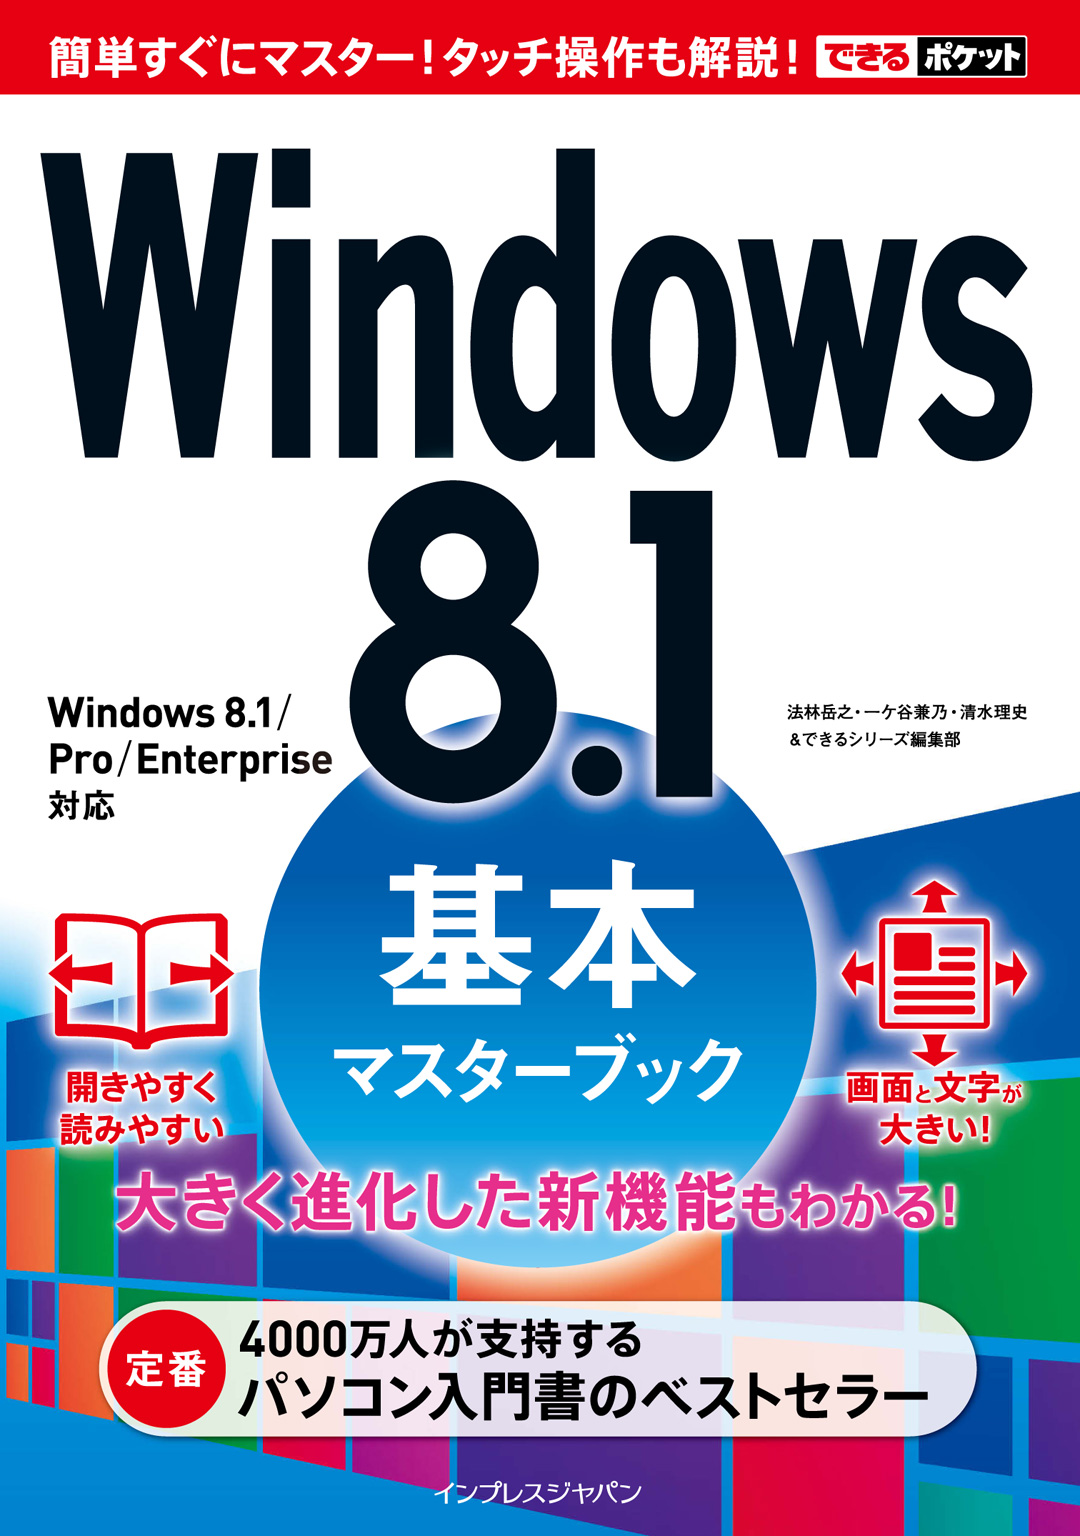 簡単すぐにマスター！タッチ操作も解説！
できるポケット
Windows
8.1
Windows 8.1/
Pro/Enterprise
対応
法林岳之・一ケ谷兼乃・清水理史
&できるシリーズ編集部
基本
マスターブック
開きやすく
読みやすい
画面と文字が
大きい！
大きく進化した新機能もわかる！
定番
4000万人が支持する
パソコン入門書のベストセラー
インプレスジャパン